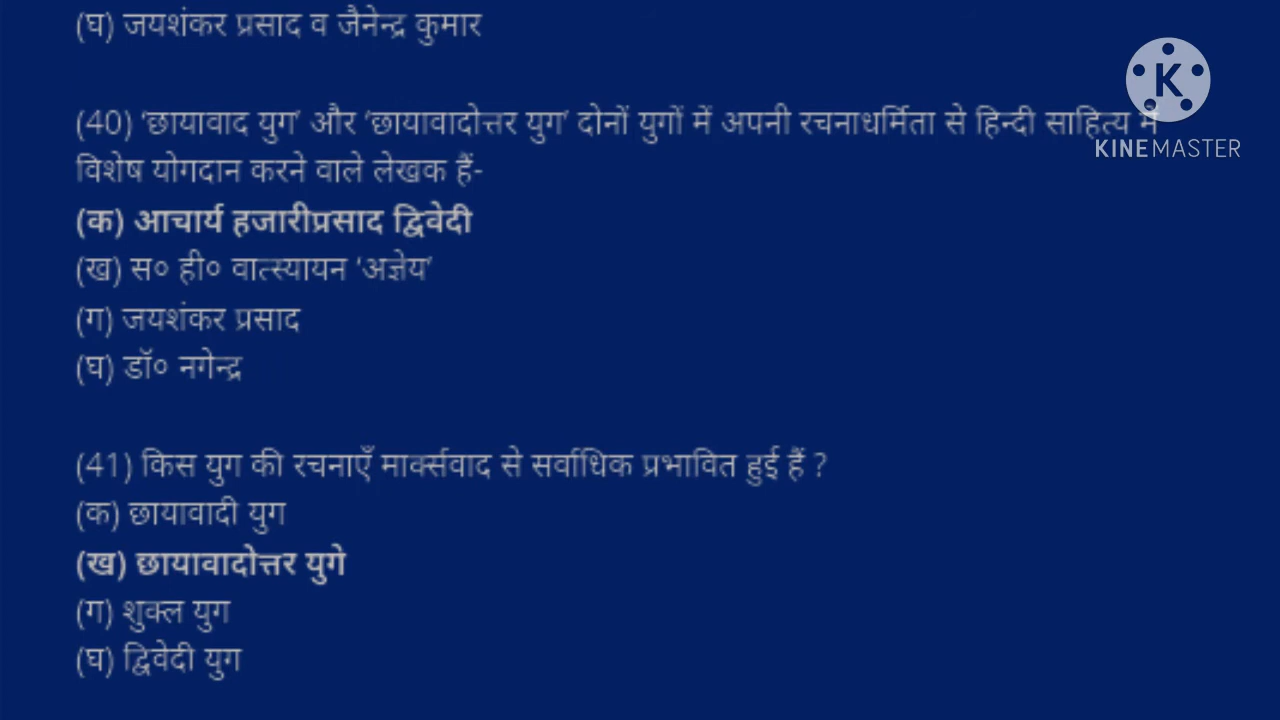 (घ) जयशंकर प्रसाद व जैनेन्द्र कुमार
K
KINEMASTER
(40) ‘छायावाद युग’ और ‘छायावादोत्तर युग’ दोनों युगों में अपनी रचनाधर्मिता से हिन्दी साहित्य में
विशेष योगदान करने वाले लेखक हैं-
(क) आचार्य हजारीप्रसाद द्विवेदी
(ख) स० ही० वात्स्यायन ‘अज्ञेय’
(ग) जयशंकर प्रसाद
(घ) डॉ० नगेन्द्र
(41) किस युग की रचनाएँ मार्क्सवाद से सर्वाधिक प्रभावित हुई हैं ?
(क) छायावादी युग
(ख) छायावादोत्तर युगे
(ग) शुक्ल युग
(घ) द्विवेदी युग